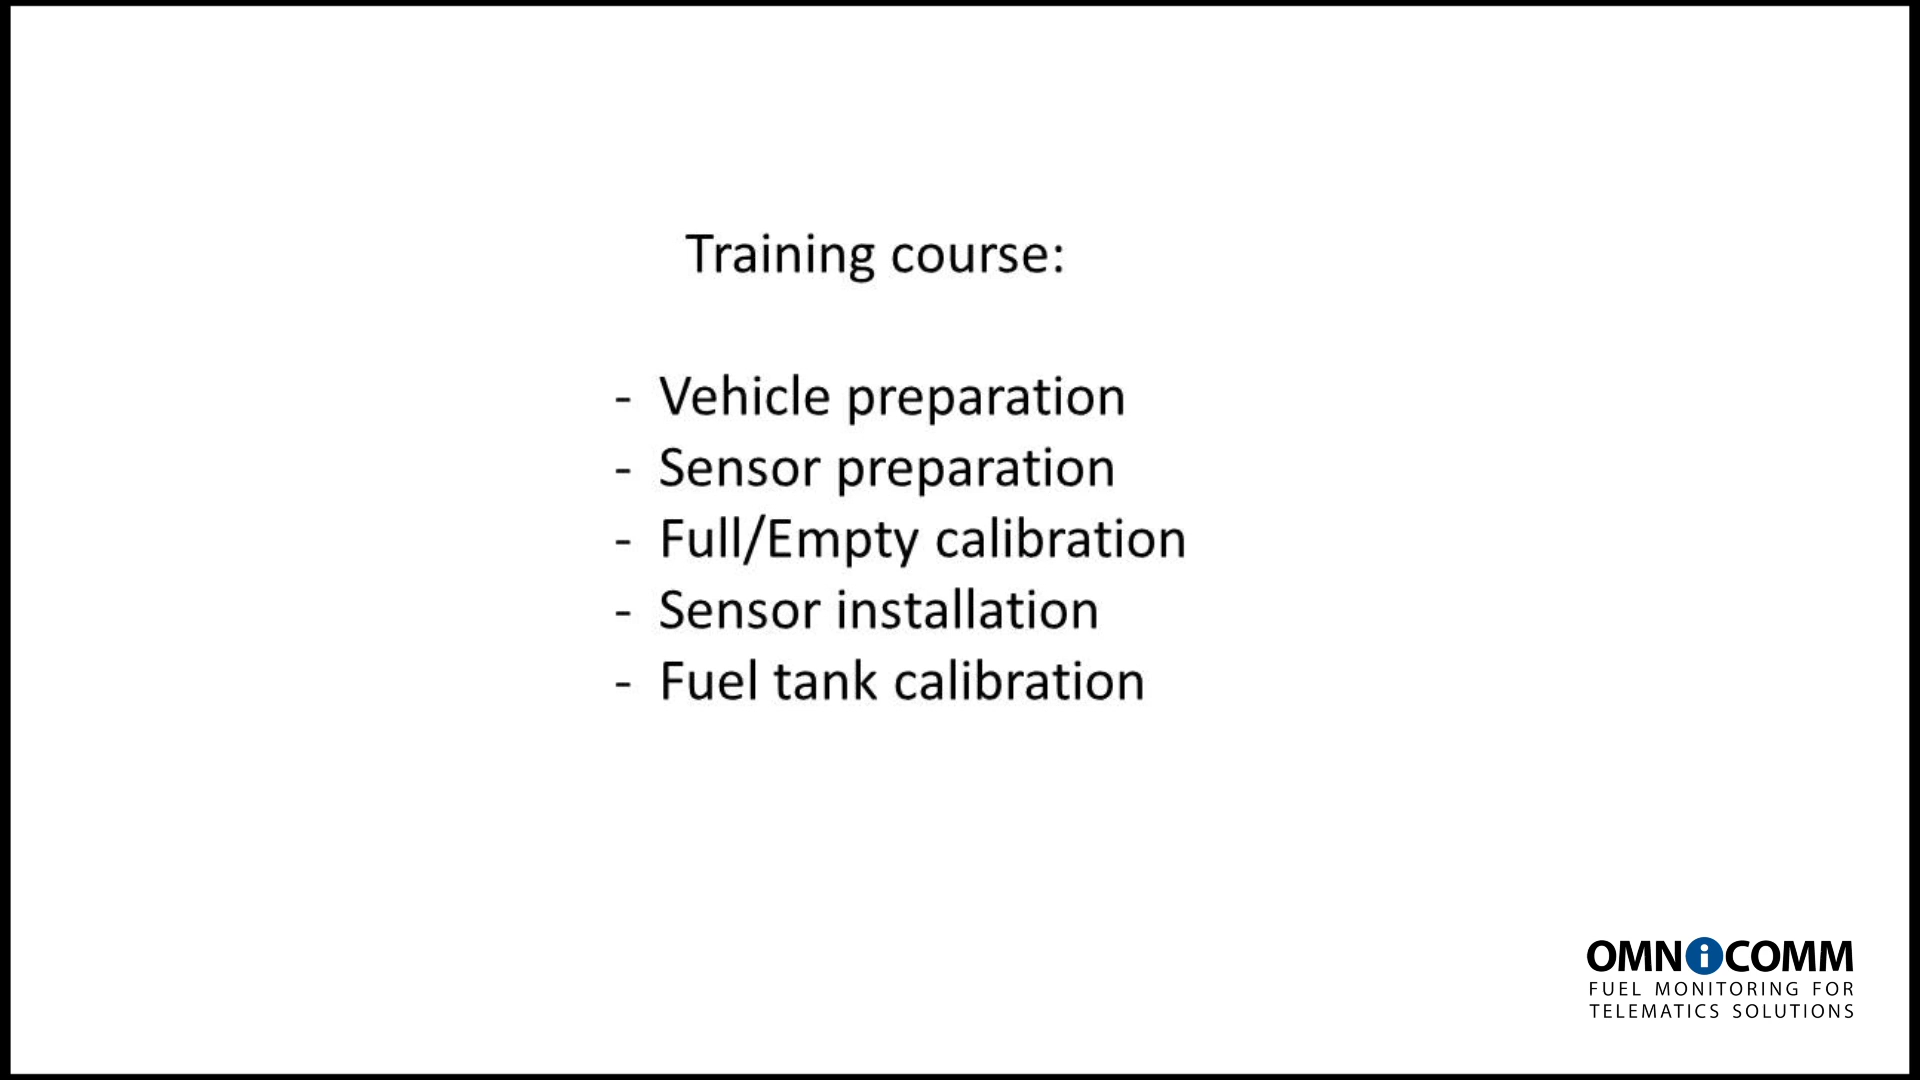 Training course:
- Vehicle preparation
- Sensor preparation
- Full/Empty calibration
- Sensor installation
- Fuel tank calibration
OMNiCOMM
FUEL MONITORING FOR
TELEMATICS SOLUTIONS